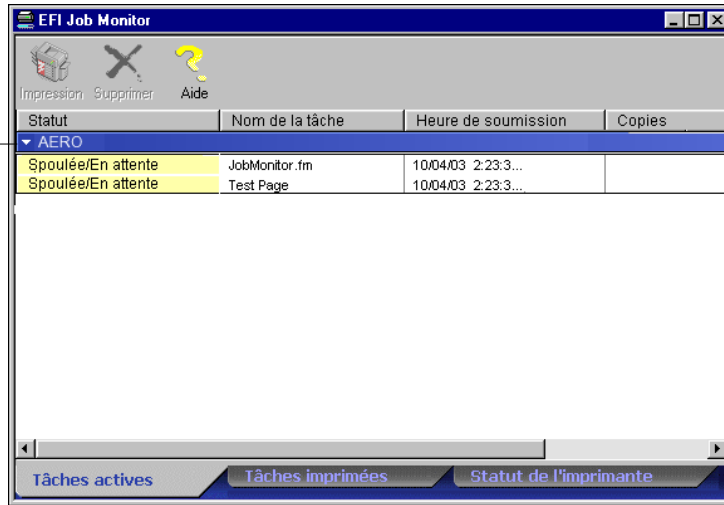 EFI Job Monitor
Impression Supprimer Aide
Statut Nom de la tâche Heure de soumission Copies
AERO
Spoulée/En attente JobMonitor.fm 10/04/03 2:23:3...
Spoulée/En attente Test Page 10/04/03 2:23:3...
Tâches actives Tâches imprimées Statut de l'imprimante